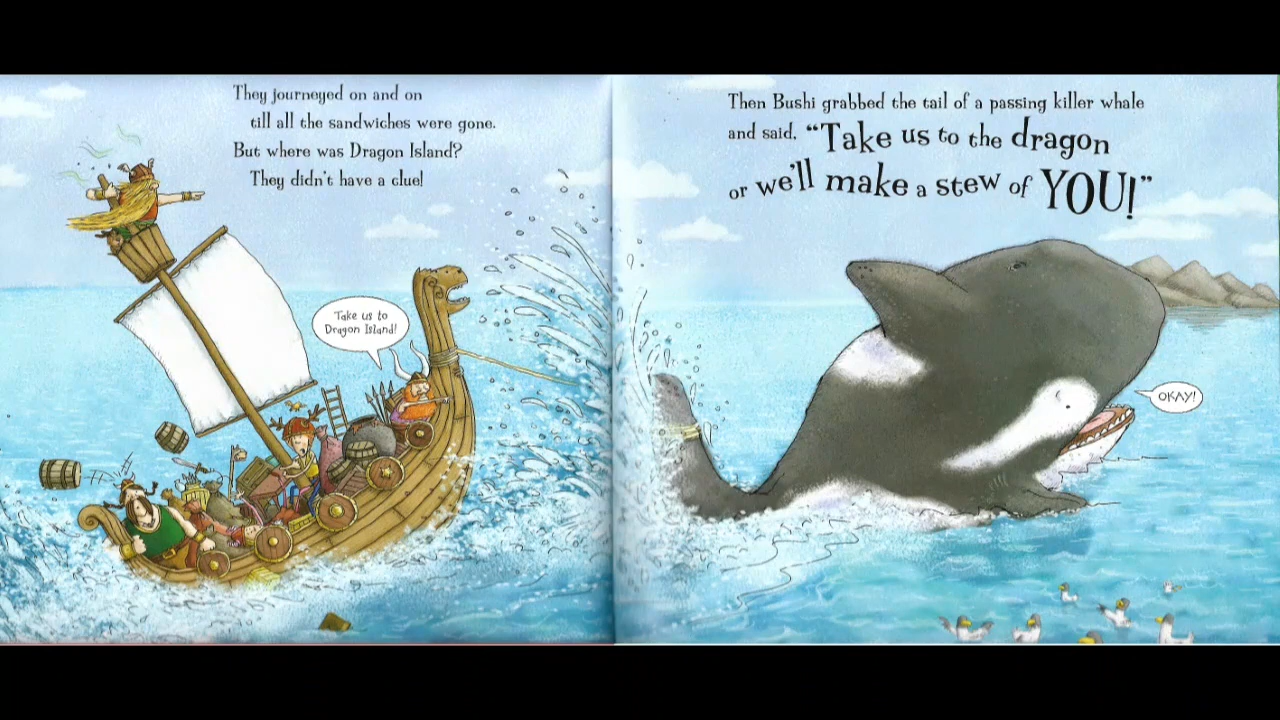 They journeyed on and on
till all the sandwiches were gone.
But where was Dragon Island?
They didn't have a clue!
Take us to
Dragon Island!
Then Bushi grabbed the tail of a passing killer whale
and said, "Take us to the dragon
or we'll make a stew of YOU!"
OKAY!